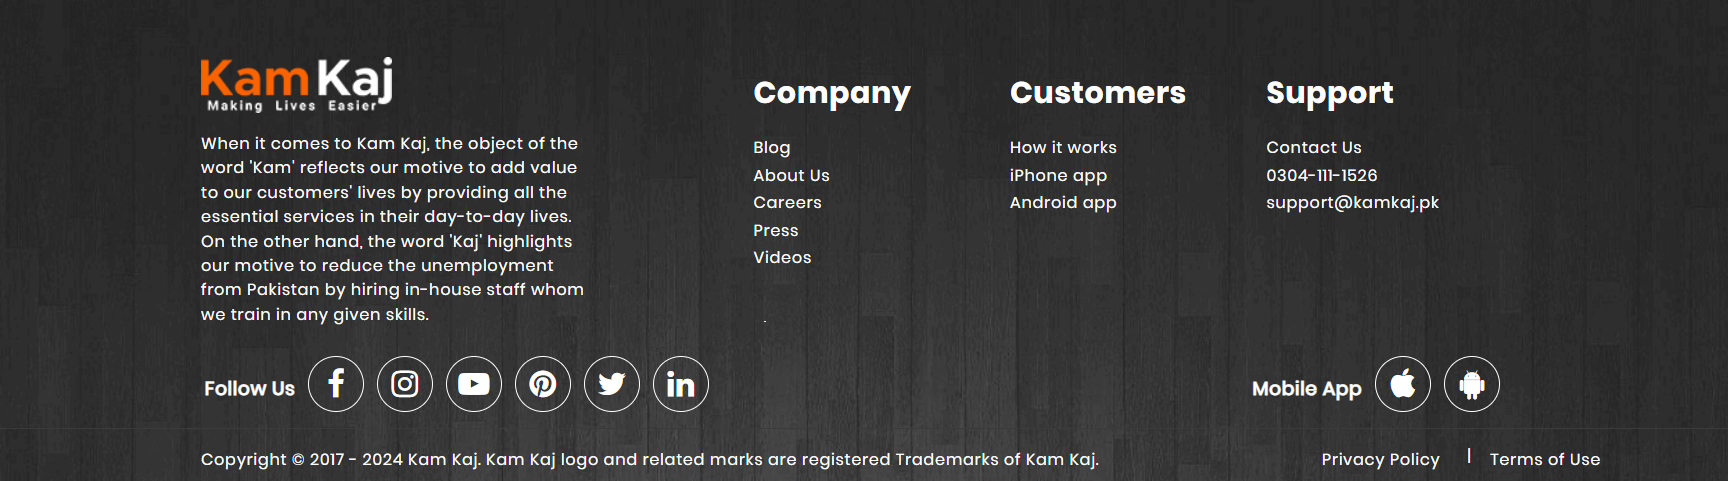 Kam Kaj
Making Lives Easier
When it comes to Kam Kaj, the object of the
word 'Kam' reflects our motive to add value
to our customers' lives by providing all the
essential services in their day-to-day lives.
On the other hand, the word 'Kaj' highlights
our motive to reduce the unemployment
from Pakistan by hiring in-house staff whom
we train in any given skills.
Company
Blog
About Us
Careers
Press
Videos
Customers
How it works
iPhone app
Android app
Support
Contact Us
0304-111-1526
support@kamkaj.pk
Follow Us
Mobile App
Copyright © 2017 - 2024 Kam Kaj. Kam Kaj logo and related marks are registered Trademarks of Kam Kaj.
Privacy Policy | Terms of Use